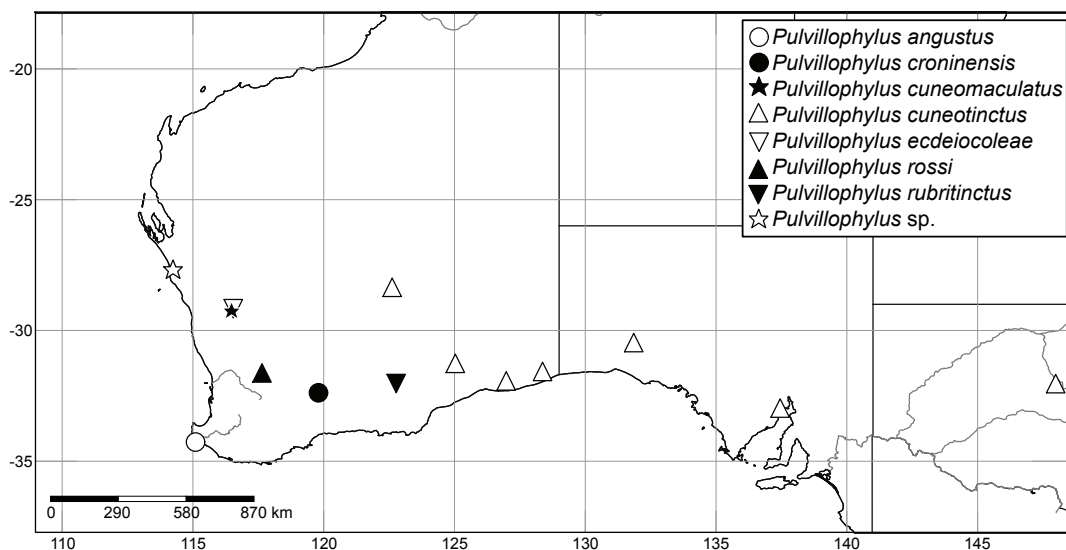 Pulvillophylus angustus
Pulvillophylus croninensis
Pulvillophylus cuneomaculatus
Pulvillophylus cuneotinctus
Pulvillophylus ecdeiocoleae
Pulvillophylus rossi
Pulvillophylus rubritinctus
Pulvillophylus sp.
-20
-25
-30
-35
0 290 580 870 km
110 115 120 125 130 135 140 145